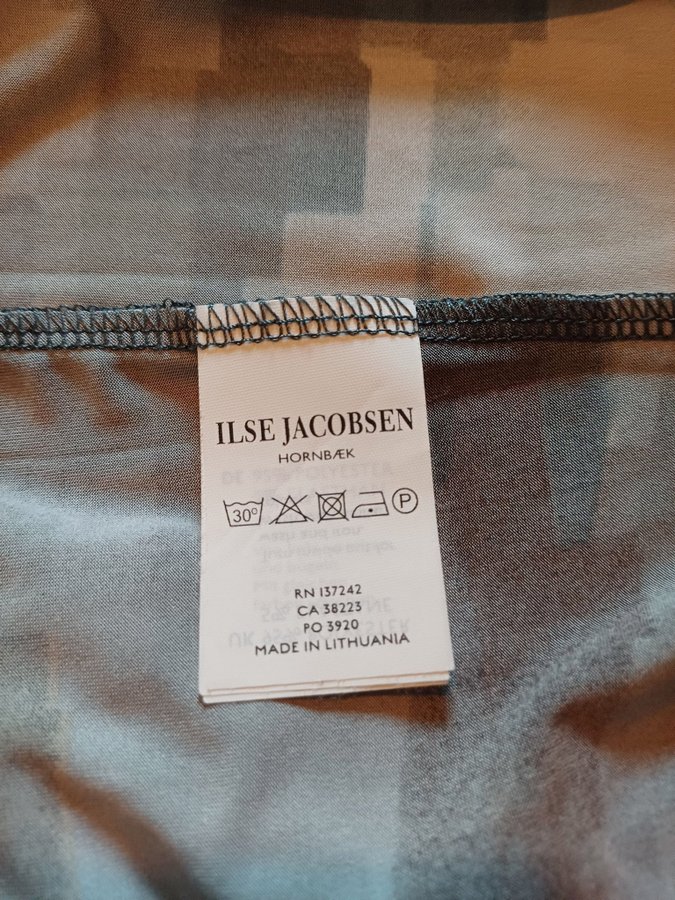 ILSE JACOBSEN
HORNBÆK
30°
P
RN 137242
CA 38223
PO 3920
MADE IN LITHUANIA